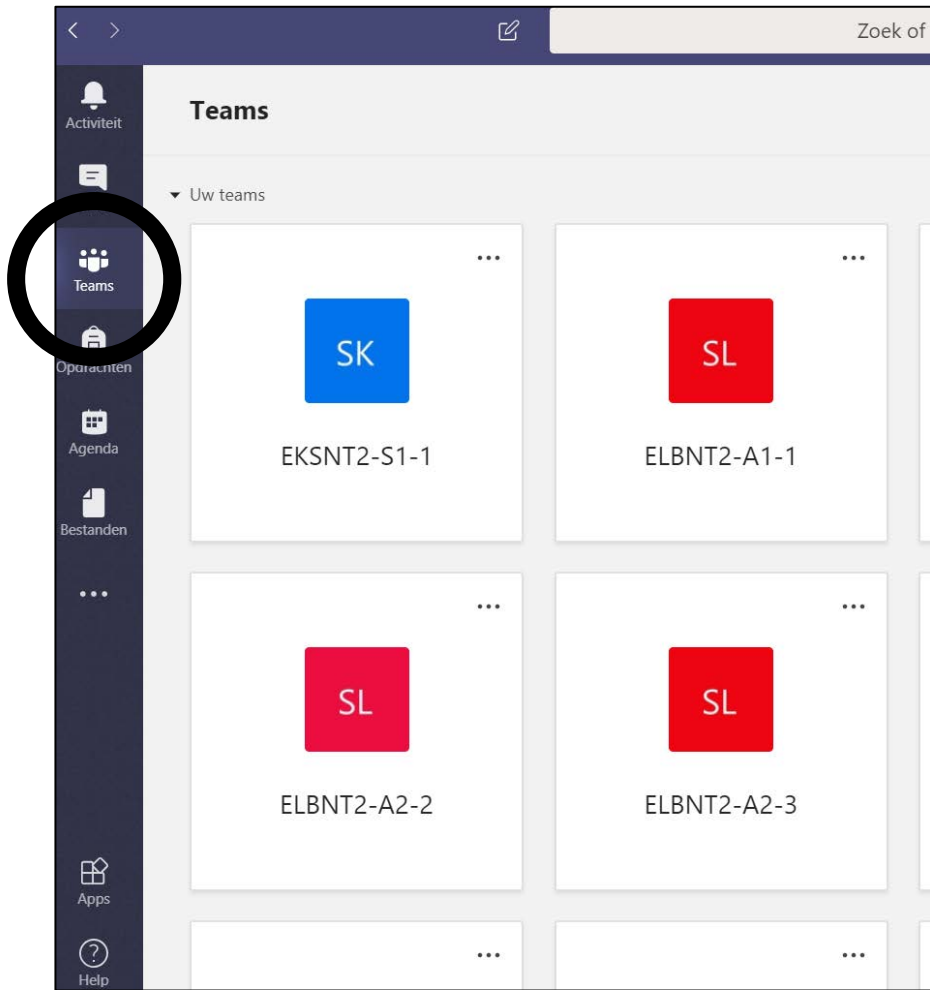 Zoek of
Activiteit
Teams
Uw teams
Teams
Opdrachten
Agenda
Bestanden
SK
EKSNT2-S1-1
SL
ELBNT2-A1-1
SL
ELBNT2-A2-2
SL
ELBNT2-A2-3
Apps
Help